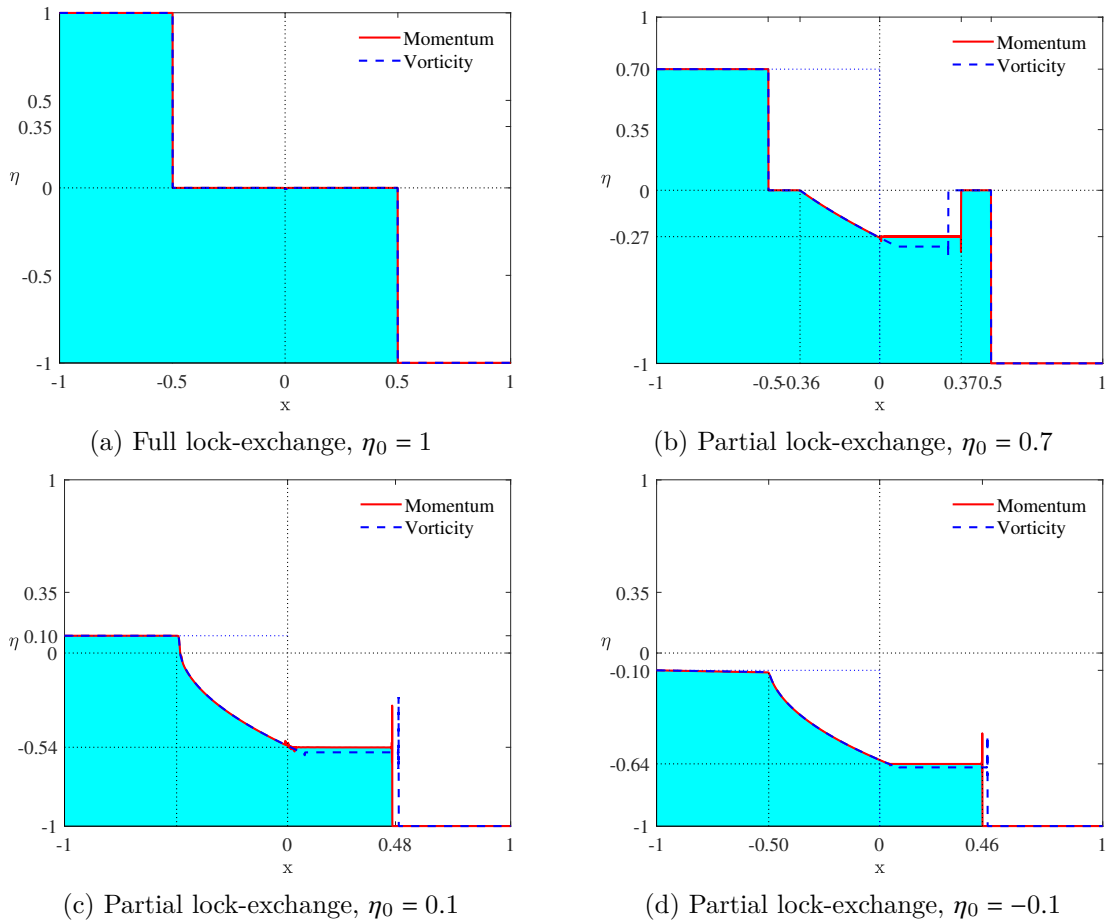 1
0.5
0.35
η
0
-0.5
-1
-1 -0.5 0 0.5 1
x
Momentum
Vorticity
(a) Full lock-exchange, η₀ = 1
1
0.70
0.35
η
0
-0.27
-1
-1 -0.5-0.36 0 0.370.5 1
x
Momentum
Vorticity
(b) Partial lock-exchange, η₀ = 0.7
1
0.35
η 0.10
0
-0.54
-1
-1 0 0.48 1
x
Momentum
Vorticity
(c) Partial lock-exchange, η₀ = 0.1
1
0.35
η
0
-0.10
-0.64
-1
-1 -0.50 0 0.46 1
x
Momentum
Vorticity
(d) Partial lock-exchange, η₀ = −0.1